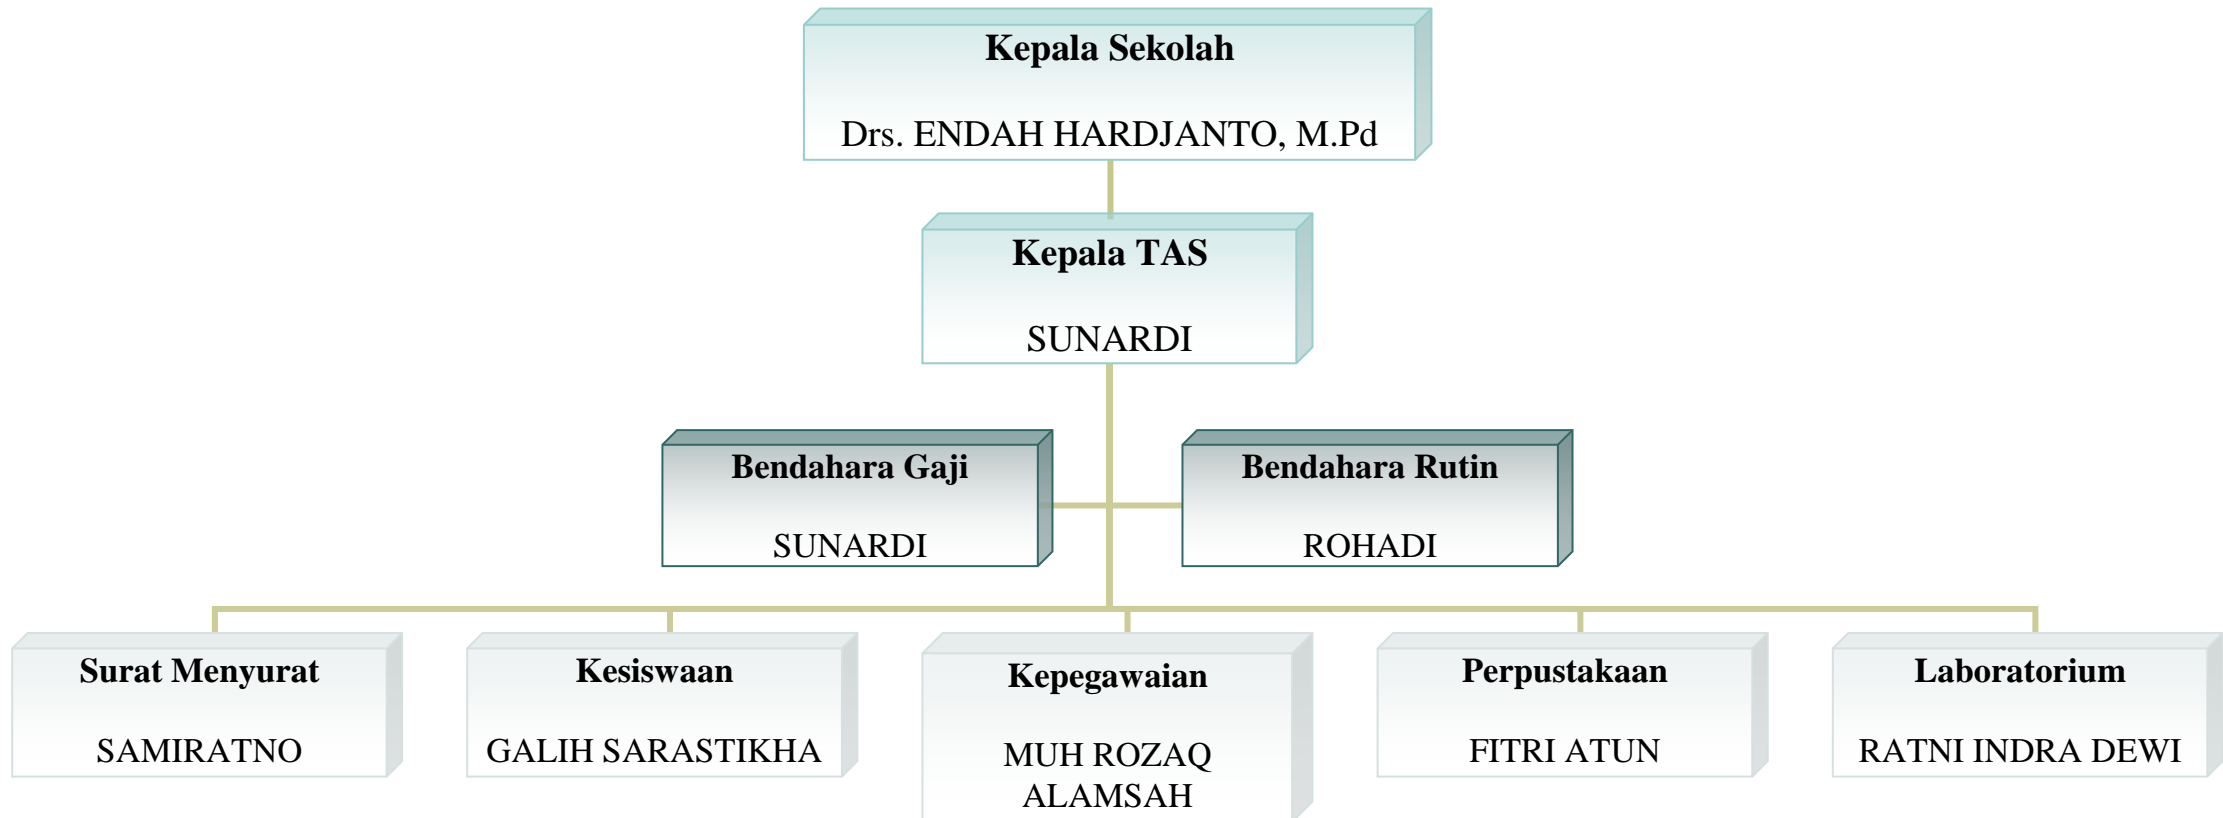 Kepala Sekolah
Drs. ENDAH HARDJANTO, M.Pd
Kepala TAS
SUNARDI
Bendahara Gaji
SUNARDI
Bendahara Rutin
ROHADI
Surat Menyurat
SAMIRATNO
Kesiswaan
GALIH SARASTIKHA
Kepegawaian
MUH ROZAQ
ALAMSAH
Perpustakaan
FITRI ATUN
Laboratorium
RATNI INDRA DEWI